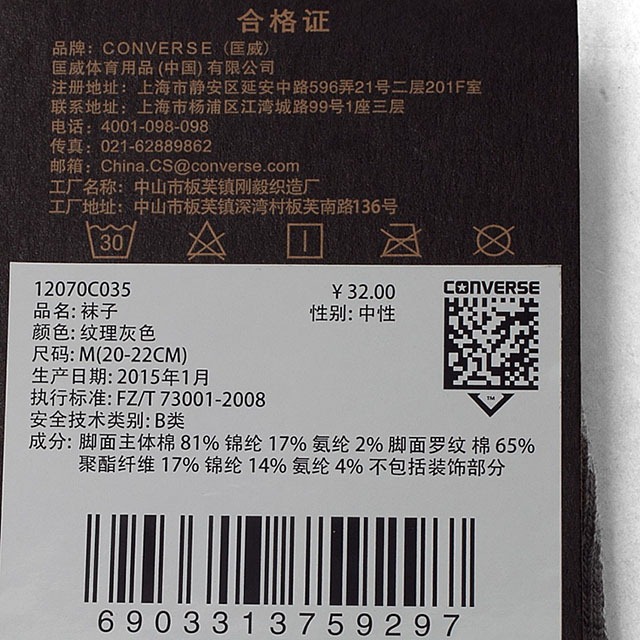 合格证
品牌：CONVERSE（匡威）
匡威体育用品(中国)有限公司
注册地址：上海市静安区延安中路596弄21号二层201F室
联系地址：上海市杨浦区江湾城路99号1座三层
电话：4001-098-098
传真：021-62889862
邮箱：China.CS@converse.com
工厂名称：中山市板芙镇刚毅织造厂
工厂地址：中山市板芙镇深湾村板芙南路136号
30
12070C035
￥32.00
CONVERSE
品名: 袜子
性别: 中性
颜色: 纹理灰色
尺码: M(20-22CM)
生产日期: 2015年1月
执行标准: FZ/T 73001-2008
安全技术类别: B类
TM
成分: 脚面主体棉 81% 锦纶 17% 氨纶 2% 脚面罗纹 棉 65%
聚酯纤维 17% 锦纶 14% 氨纶 4% 不包括装饰部分
6903313759297